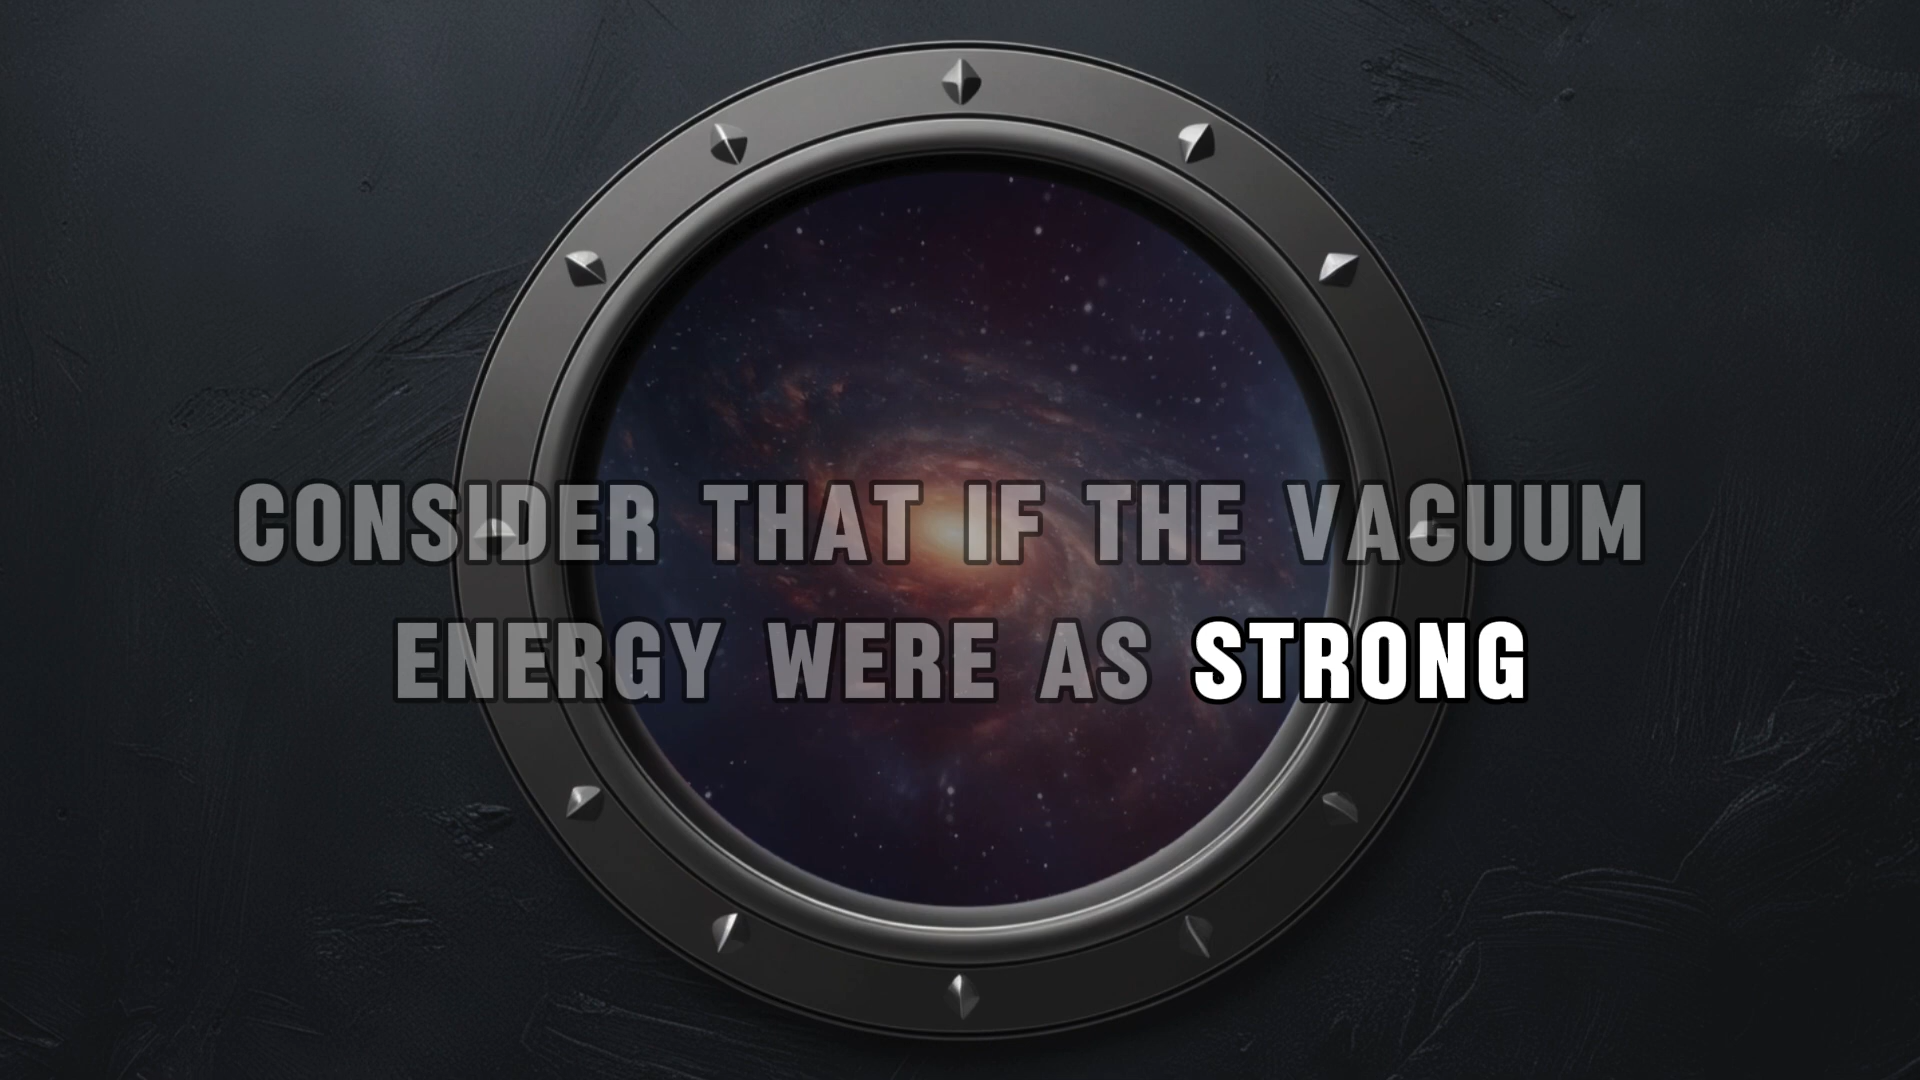 CONSIDER THAT IF THE VACUUM
ENERGY WERE AS STRONG